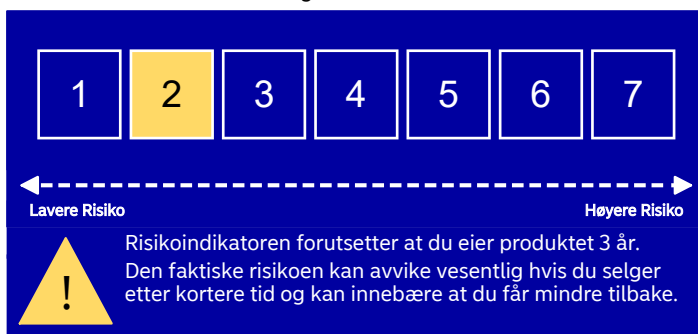 1 2 3 4 5 6 7
Lavere Risiko Høyere Risiko
Risikoindikatoren forutsetter at du eier produktet 3 år.
Den faktiske risikoen kan avvike vesentlig hvis du selger
! etter kortere tid og kan innebære at du får mindre tilbake.